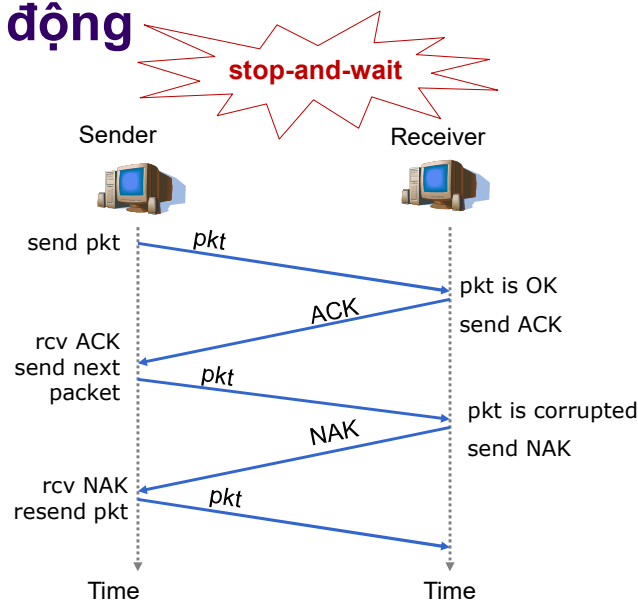 động
stop-and-wait
Sender
Receiver
send pkt
pkt
pkt is OK
ACK
send ACK
rcv ACK
send next
packet
pkt
pkt is corrupted
NAK
send NAK
rcv NAK
resend pkt
pkt
Time
Time